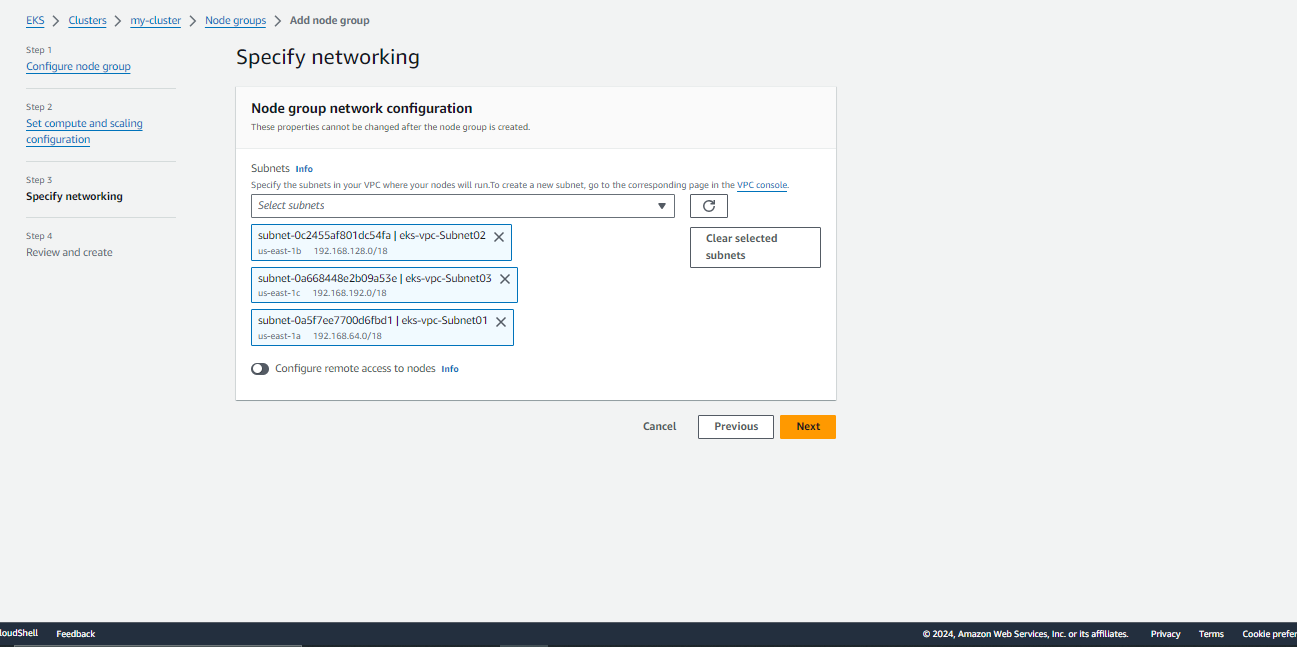 EKS > Clusters > my-cluster > Node groups > Add node group
Step 1
Configure node group
Step 2
Set compute and scaling
configuration
Step 3
Specify networking
Step 4
Review and create
Specify networking
Node group network configuration
These properties cannot be changed after the node group is created.
Subnets Info
Specify the subnets in your VPC where your nodes will run.To create a new subnet, go to the corresponding page in the VPC console.
Select subnets
subnet-0c2455af801dc54fa | eks-vpc-Subnet02
us-east-1b 192.168.128.0/18
subnet-0a668448e2b09a53e | eks-vpc-Subnet03
us-east-1c 192.168.192.0/18
subnet-0a5f7ee7700d6fbd1 | eks-vpc-Subnet01
us-east-1a 192.168.64.0/18
Clear selected
subnets
Configure remote access to nodes Info
Cancel Previous Next
loudShell Feedback © 2024, Amazon Web Services, Inc. or its affiliates. Privacy Terms Cookie prefer